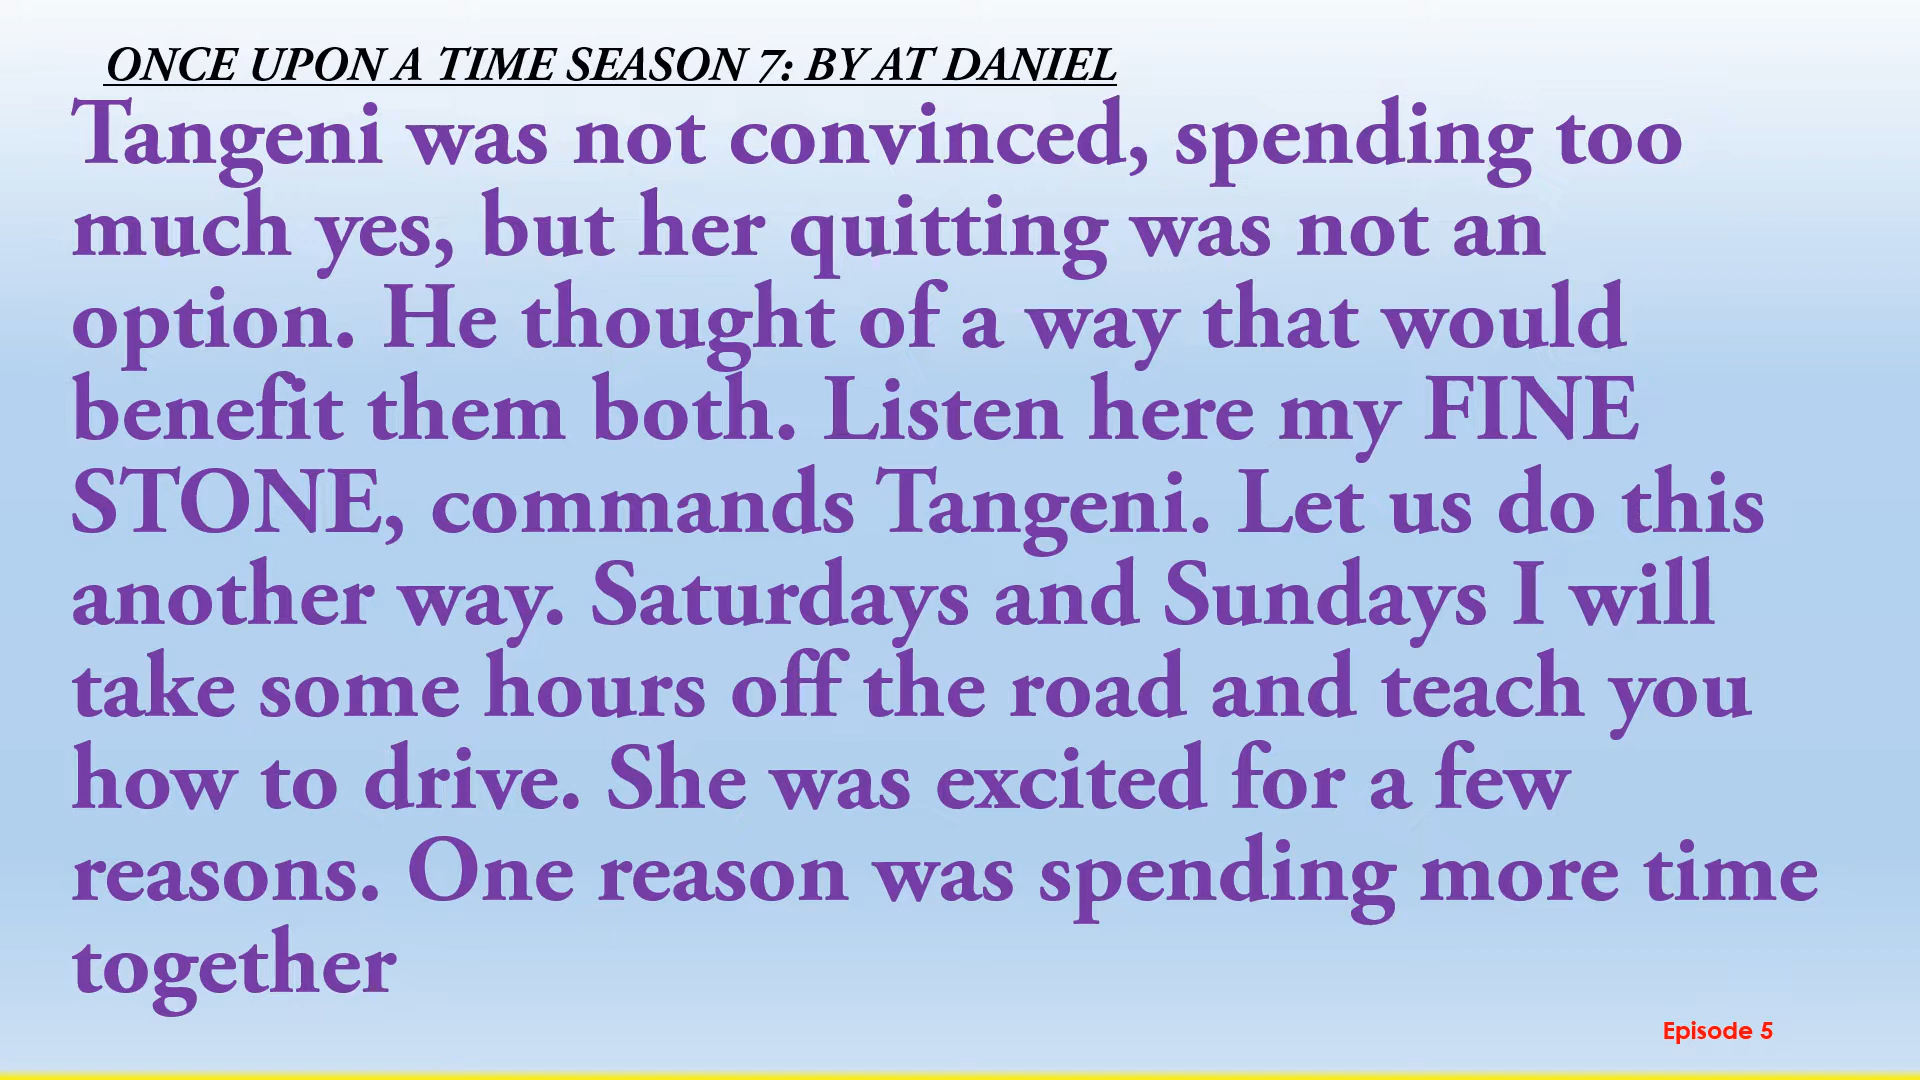 ONCE UPON A TIME SEASON 7: BY AT DANIEL
Tangeni was not convinced, spending too
much yes, but her quitting was not an
option. He thought of a way that would
benefit them both. Listen here my FINE
STONE, commands Tangeni. Let us do this
another way. Saturdays and Sundays I will
take some hours off the road and teach you
how to drive. She was excited for a few
reasons. One reason was spending more time
together
Episode 5